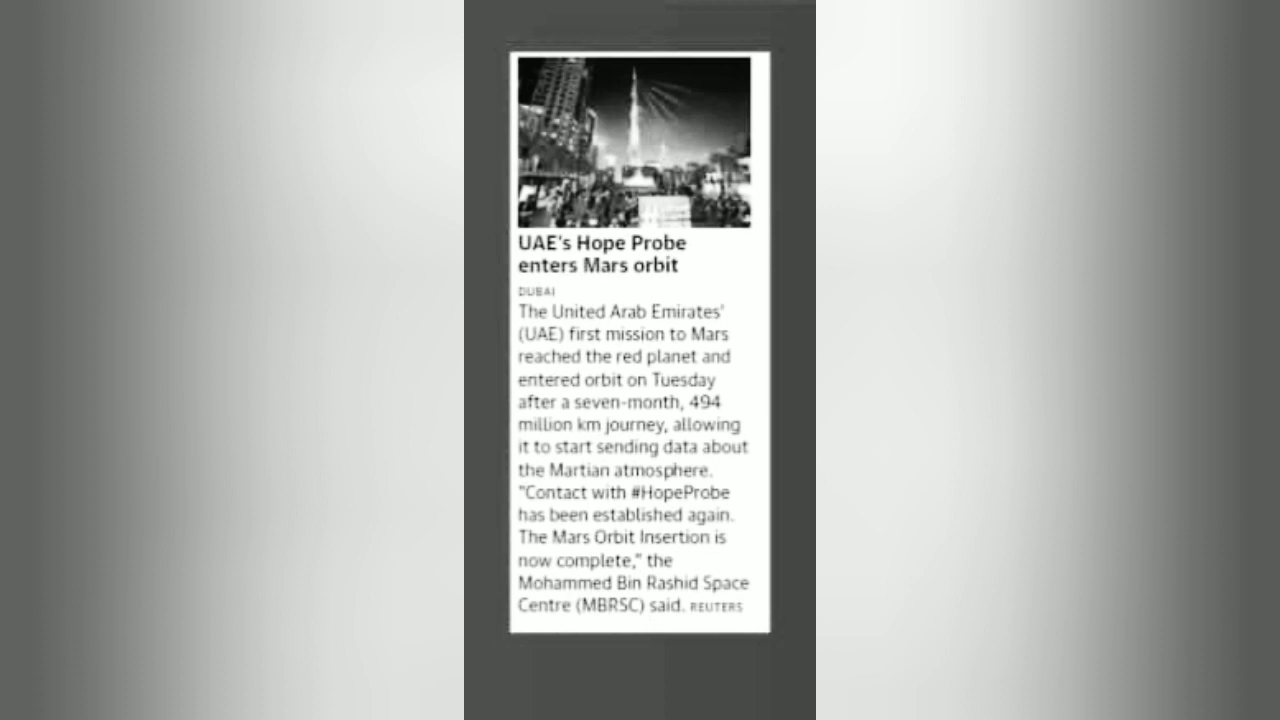 UAE's Hope Probe
enters Mars orbit
DUBAI
The United Arab Emirates'
(UAE) first mission to Mars
reached the red planet and
entered orbit on Tuesday
after a seven-month, 494
million km journey, allowing
it to start sending data about
the Martian atmosphere.
"Contact with #HopeProbe
has been established again.
The Mars Orbit Insertion is
now complete," the
Mohammed Bin Rashid Space
Centre (MBRSC) said. REUTERS